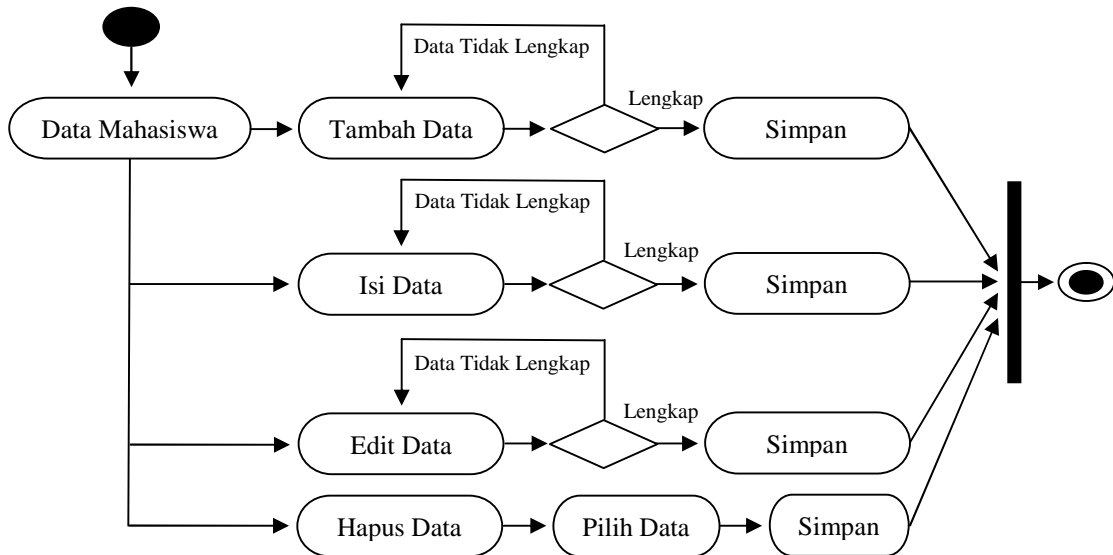 Data Tidak Lengkap
Lengkap
Data Mahasiswa
Tambah Data
Simpan
Data Tidak Lengkap
Lengkap
Isi Data
Simpan
Data Tidak Lengkap
Lengkap
Edit Data
Simpan
Hapus Data
Pilih Data
Simpan